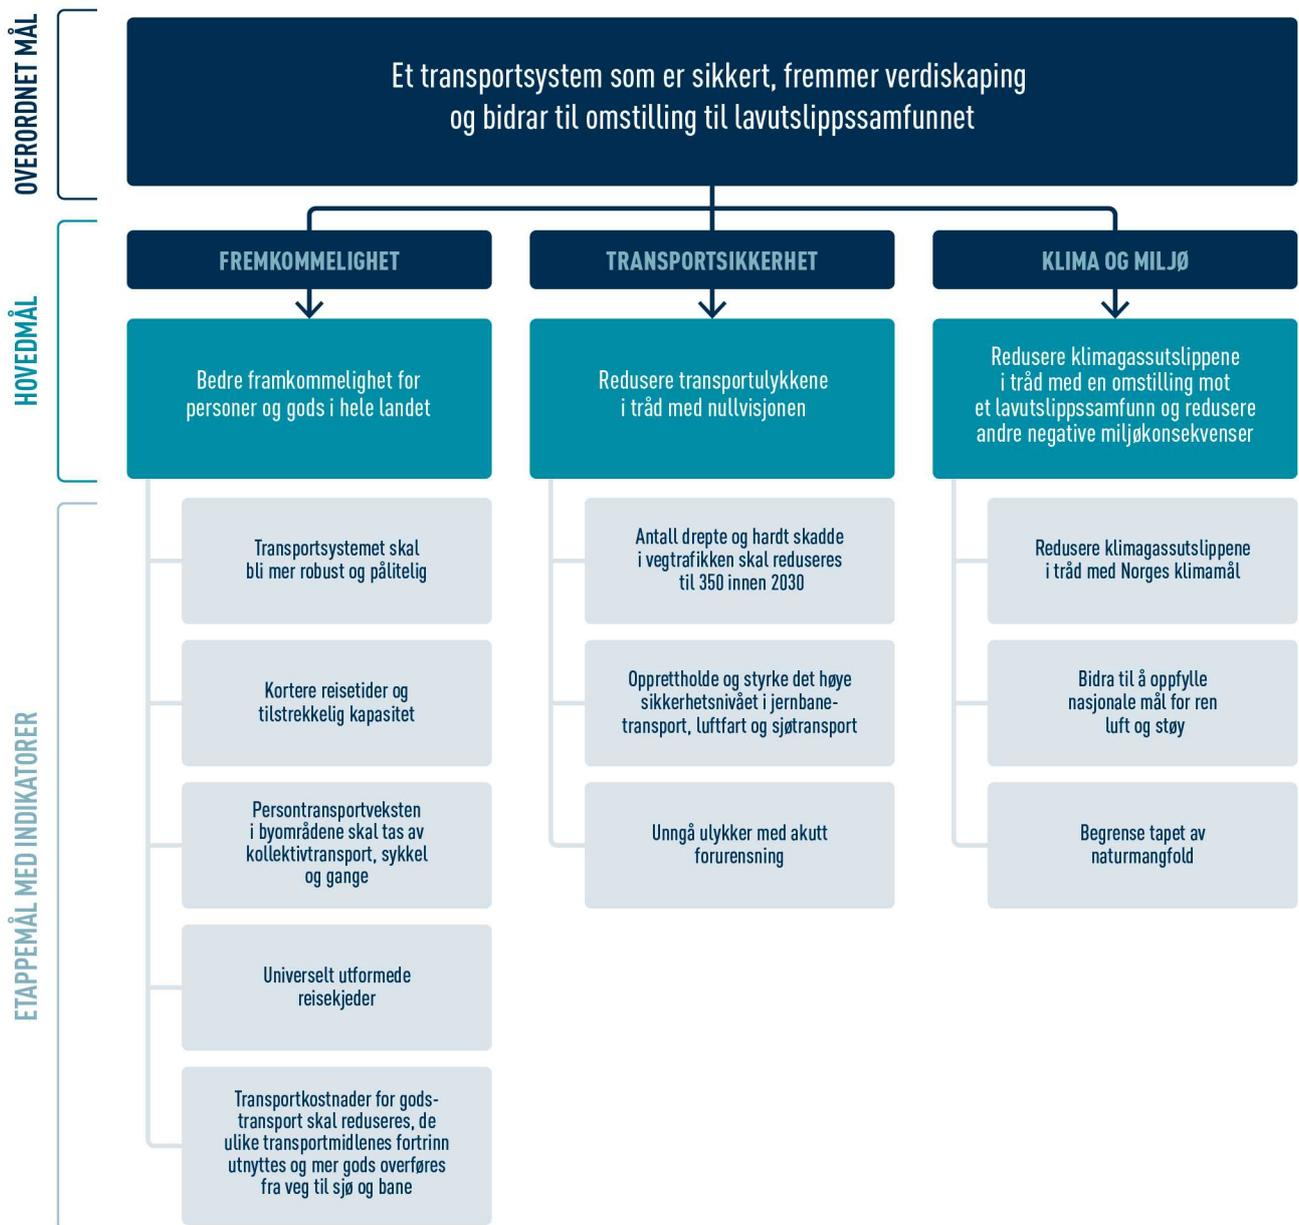 OVERORDNET MÅL
Et transportsystem som er sikkert, fremmer verdiskaping
og bidrar til omstilling til lavutslippssamfunnet
HOVEDMÅL
FREMKOMMELIGHET
Bedre framkommelighet for
personer og gods i hele landet
TRANSPORTSIKKERHET
Redusere transportulykkene
i tråd med nullvisjonen
KLIMA OG MILJØ
Redusere klimagassutslippene
i tråd med en omstilling mot
et lavutslippssamfunn og redusere
andre negative miljøkonsekvenser
ETAPPEMÅL MED INDIKATORER
Transportsystemet skal
bli mer robust og pålitelig
Kortere reisetider og
tilstrekkelig kapasitet
Persontransportveksten
i byområdene skal tas av
kollektivtransport, sykkel
og gange
Universelt utformede
reisekjeder
Transportkostnader for gods-
transport skal reduseres, de
ulike transportmidlenes fortrinn
utnyttes og mer gods overføres
fra veg til sjø og bane
Antall drepte og hardt skadde
i vegtrafikken skal reduseres
til 350 innen 2030
Opprettholde og styrke det høye
sikkerhetsnivået i jernbane-
transport, luftfart og sjøtransport
Unngå ulykker med akutt
forurensning
Redusere klimagassutslippene
i tråd med Norges klimamål
Bidra til å oppfylle
nasjonale mål for ren
luft og støy
Begrense tapet av
naturmangfold